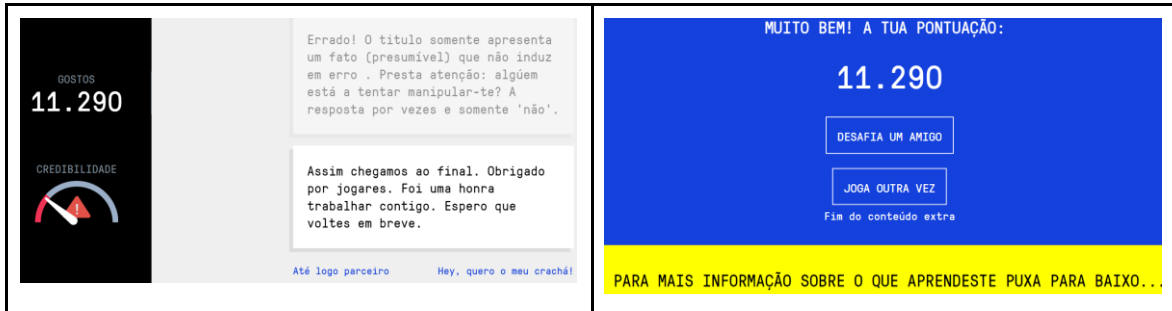 GOSTOS
11.290
CREDIBILIDADE
Errado! O titulo somente apresenta
um fato (presumível) que não induz
em erro . Presta atenção: algúem
está a tentar manipular-te? A
resposta por vezes e somente 'não'.
Assim chegamos ao final. Obrigado
por jogares. Foi uma honra
trabalhar contigo. Espero que
voltes em breve.
Até logo parceiro
Hey, quero o meu crachá!
MUITO BEM! A TUA PONTUAÇÃO:
11.290
DESAFIA UM AMIGO
JOGA OUTRA VEZ
Fim do conteúdo extra
PARA MAIS INFORMAÇÃO SOBRE O QUE APRENDESTE PUXA PARA BAIXO...